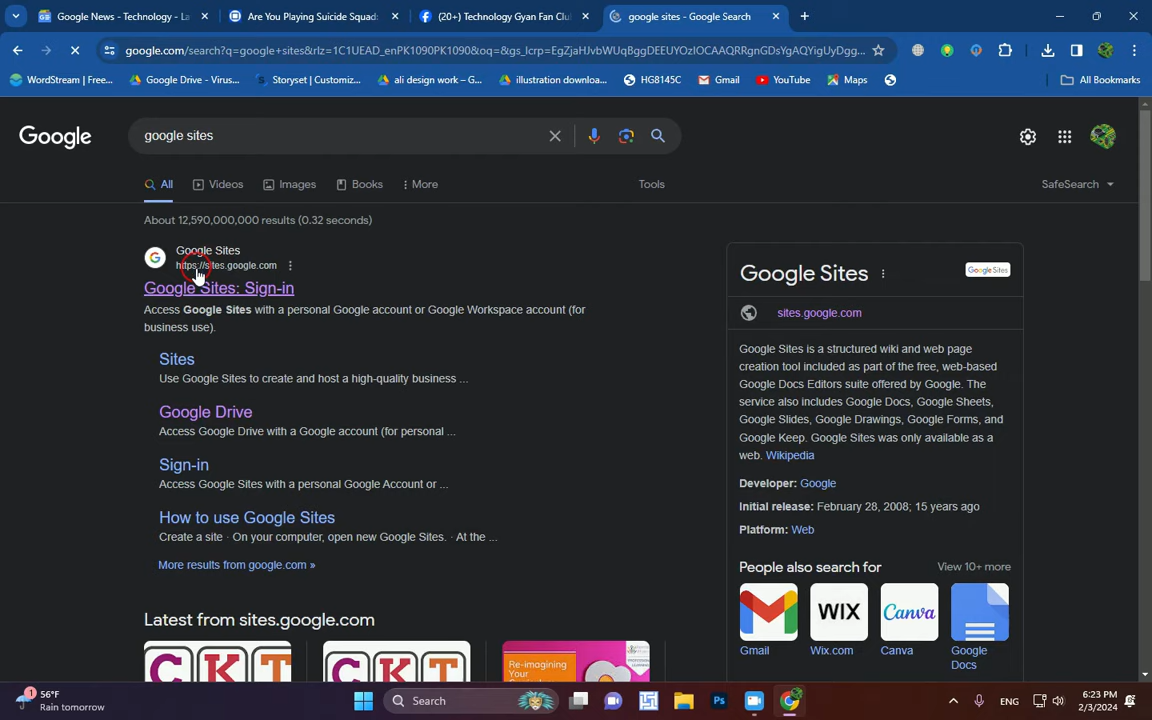 Google News - Technology - La
Are You Playing Suicide Squad:
(20+) Technology Gyan Fan Clu
google sites - Google Search
google.com/search?q=google+sites&rlz=1C1UEAD_enPK1090PK1090&oq=&gs_lcrp=EgZjaHJvbWUqBggDEEUYOzIOCAAQRRgnGDsYgAQYigUyDgg...
WordStream | Free...
Google Drive - Virus...
Storyset | Customiz...
ali design work – G...
illustration downloa...
HG8145C
Gmail
YouTube
Maps
All Bookmarks
Google
google sites
All
Videos
Images
Books
More
Tools
SafeSearch
About 12,590,000,000 results (0.32 seconds)
Google Sites
https://sites.google.com
Google Sites: Sign-in
Access Google Sites with a personal Google account or Google Workspace account (for
business use).
Sites
Use Google Sites to create and host a high-quality business ...
Google Drive
Access Google Drive with a Google account (for personal ...
Sign-in
Access Google Sites with a personal Google Account or ...
How to use Google Sites
Create a site · On your computer, open new Google Sites. · At the ...
More results from google.com »
Latest from sites.google.com
CKT
CKT
Re-imagining
Your
Google Sites
Google Sites
sites.google.com
Google Sites is a structured wiki and web page
creation tool included as part of the free, web-based
Google Docs Editors suite offered by Google. The
service also includes Google Docs, Google Sheets,
Google Slides, Google Drawings, Google Forms, and
Google Keep. Google Sites was only available as a
web. Wikipedia
Developer: Google
Initial release: February 28, 2008; 15 years ago
Platform: Web
People also search for
View 10+ more
WIX
Canva
Gmail
Wix.com
Canva
Google
Docs
1
56°F
Rain tomorrow
Search
Ps
ENG
6:23 PM
2/3/2024